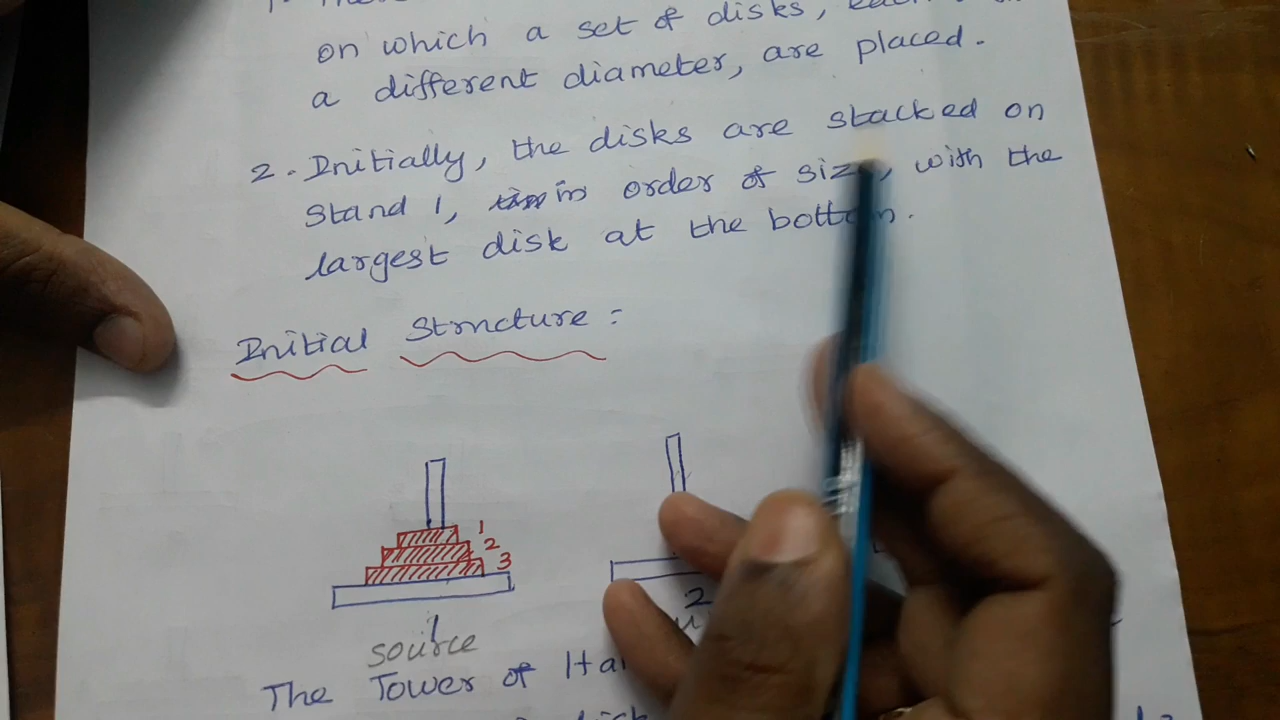 on which a set of disks,
a different diameter, are placed.
2. Initially, the disks are stacked on
stand 1, in order of size, with the
largest disk at the bottom.
Initial Structure :
1
2
3
1
2
source
The Tower of